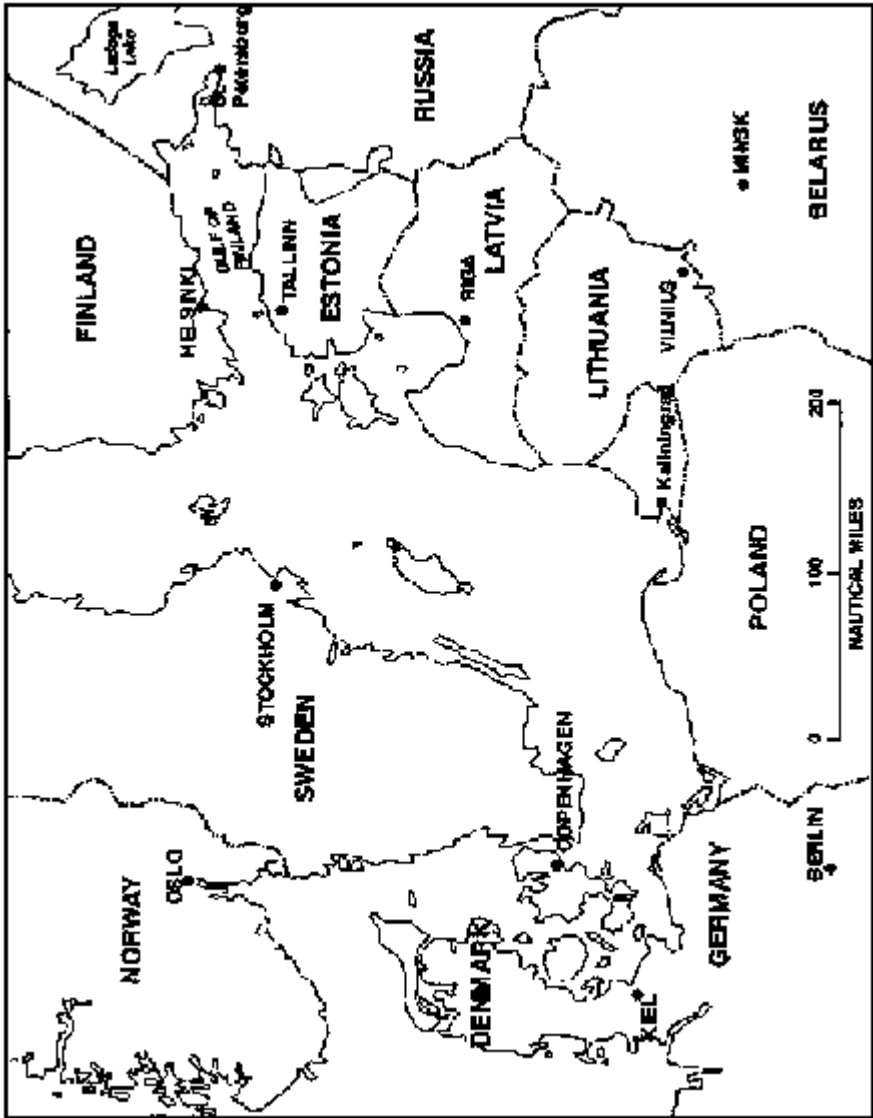 NORWAY
OSLO
SWEDEN
STOCKHOLM
FINLAND
HELSINKI
GULF OF
FINLAND
Ladoga
Lake
St.
Petersburg
TALLINN
ESTONIA
RUSSIA
RIGA
LATVIA
LITHUANIA
VILNIUS
MINSK
BELARUS
Kaliningrad
DENMARK
COPENHAGEN
KIEL
GERMANY
BERLIN
POLAND
0 100 200
NAUTICAL MILES